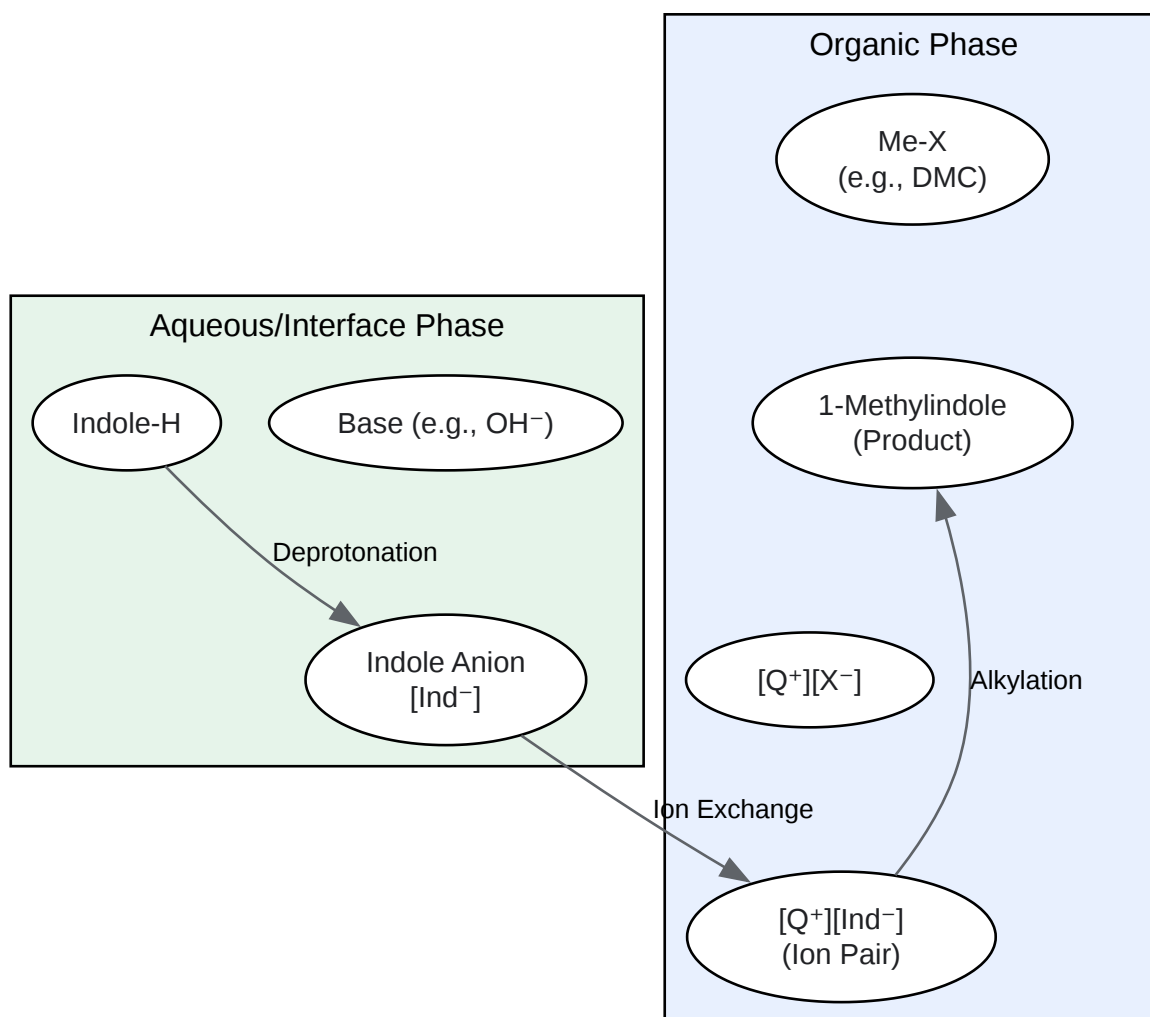 Organic Phase
Me-X
(e.g., DMC)
Aqueous/Interface Phase
Indole-H
Base (e.g., OH⁻)
1-Methylindole
(Product)
Deprotonation
Indole Anion
[Ind⁻]
[Q⁺][X⁻]
Alkylation
Ion Exchange
[Q⁺][Ind⁻]
(Ion Pair)